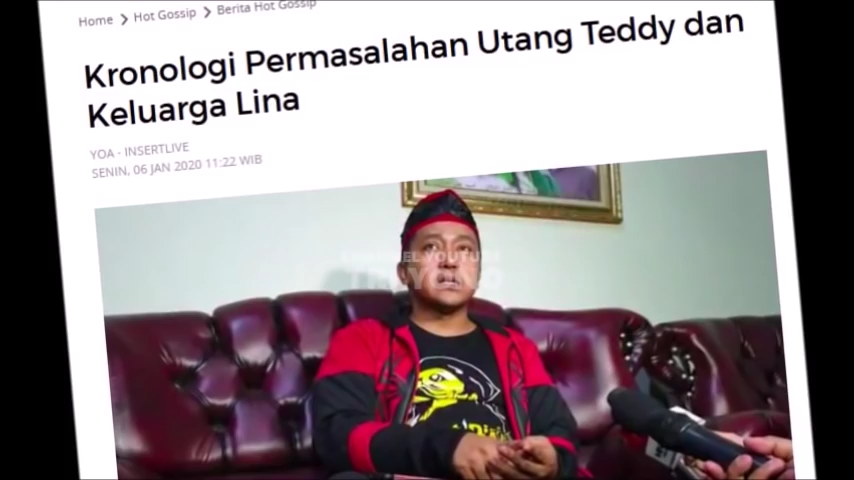 Home > Hot Gossip > Berita Hot Gossip
Kronologi Permasalahan Utang Teddy dan
Keluarga Lina
YOA - INSERTLIVE
SENIN, 06 JAN 2020 11:22 WIB